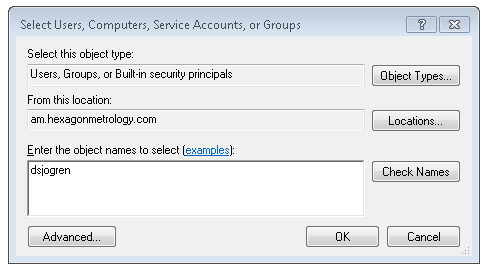 Select Users, Computers, Service Accounts, or Groups
Select this object type:
Users, Groups, or Built-in security principals
Object Types...
From this location:
am.hexagonmetrology.com
Locations...
Enter the object names to select (examples):
dsjogren
Check Names
Advanced...
OK
Cancel